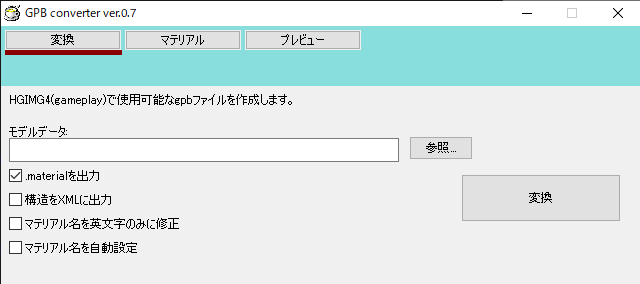 GPB converter ver.0.7
変換 マテリアル プレビュー
HGIMG4(gameplay)で使用可能なgpbファイルを作成します。
モデルデータ:
参照...
.materialを出力
構造をXMLに出力
変換
マテリアル名を英文字のみに修正
マテリアル名を自動設定